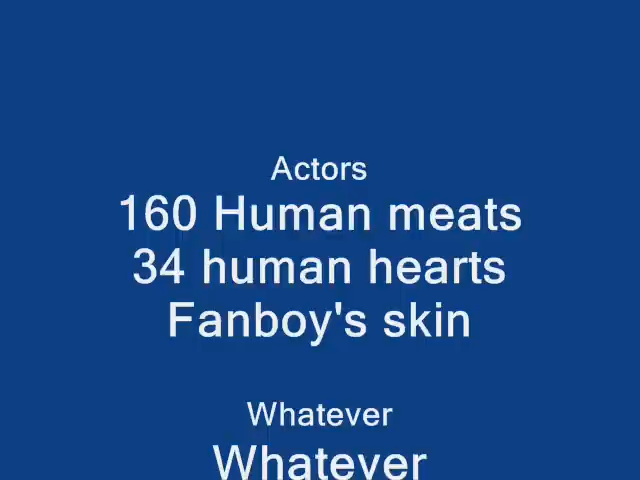 Actors
160 Human meats
34 human hearts
Fanboy's skin
Whatever
Whatever